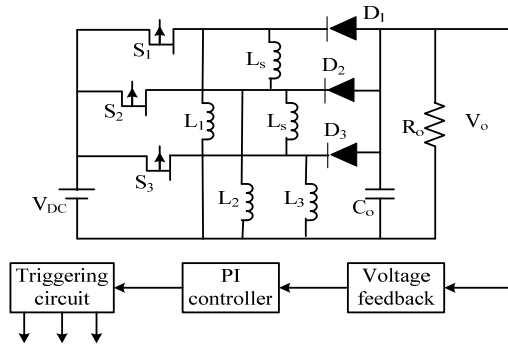 D1
S1
Ls
D2
S2
L1
Ls
Ro
Vo
D3
S3
VDC
L2
L3
Co
Triggering
circuit
PI
controller
Voltage
feedback